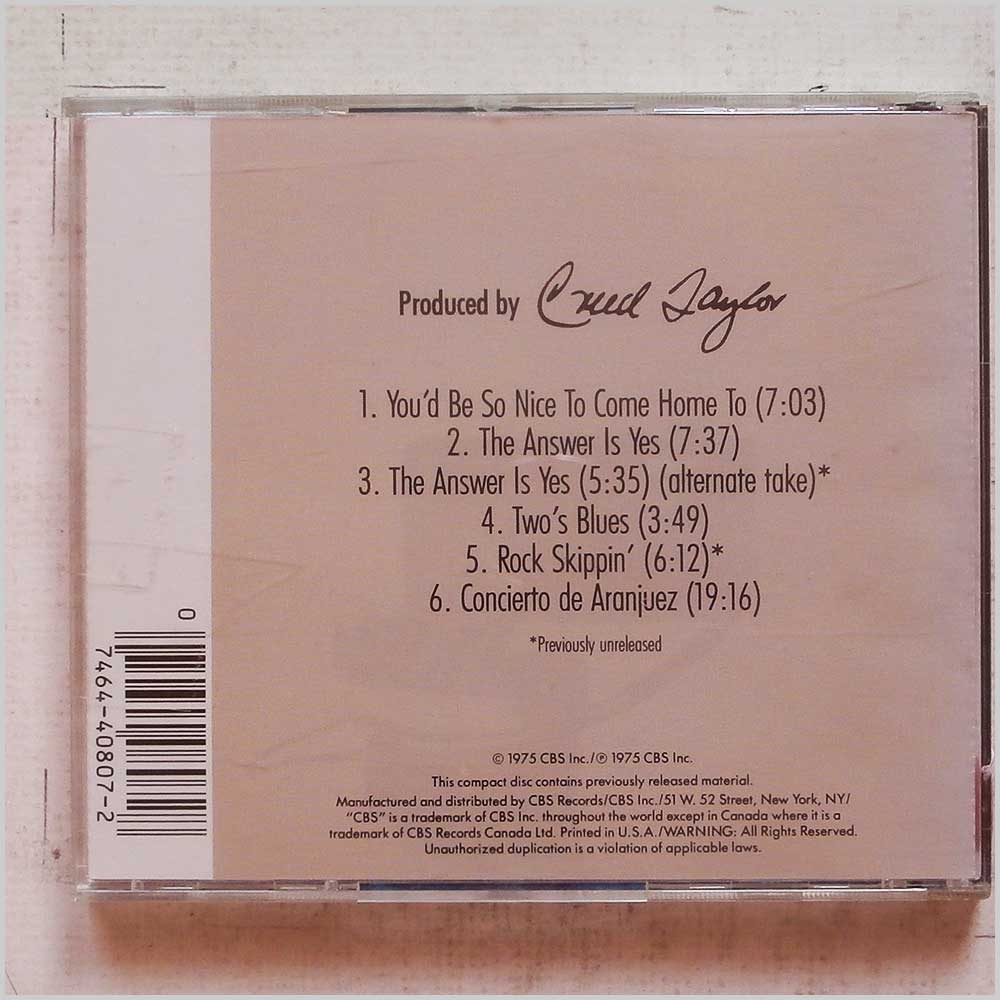 Produced by Creed Taylor
1. You'd Be So Nice To Come Home To (7:03)
2. The Answer Is Yes (7:37)
3. The Answer Is Yes (5:35) (alternate take)*
4. Two's Blues (3:49)
5. Rock Skippin' (6:12)*
6. Concierto de Aranjuez (19:16)
*Previously unreleased
© 1975 CBS Inc./℗ 1975 CBS Inc.
This compact disc contains previously released material.
Manufactured and distributed by CBS Records/CBS Inc./51 W. 52 Street, New York, NY/
"CBS" is a trademark of CBS Inc. throughout the world except in Canada where it is a
trademark of CBS Records Canada Ltd. Printed in U.S.A./WARNING: All Rights Reserved.
Unauthorized duplication is a violation of applicable laws.
0
7464-40807-2